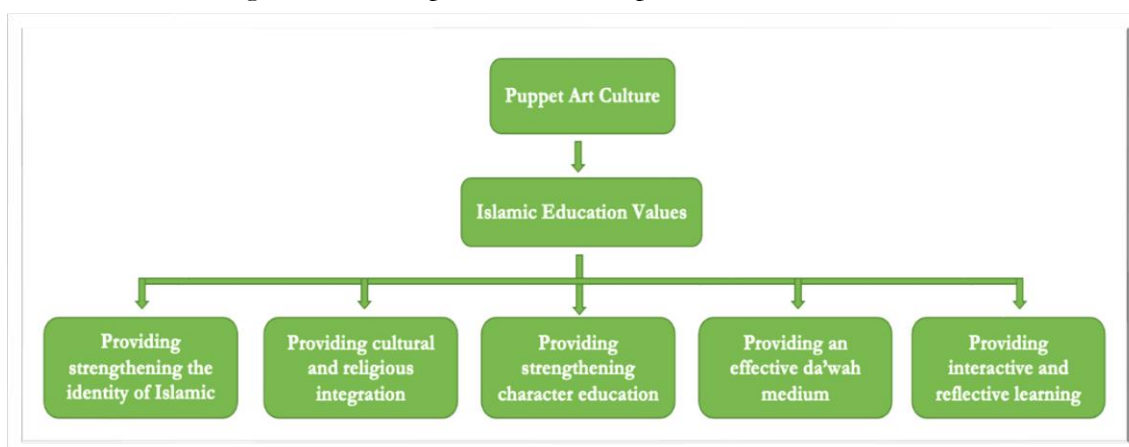 Puppet Art Culture
Islamic Education Values
Providing
strengthening the
identity of Islamic
Providing cultural
and religious
integration
Providing
strengthening
character education
Providing an
effective da'wah
medium
Providing
interactive and
reflective learning